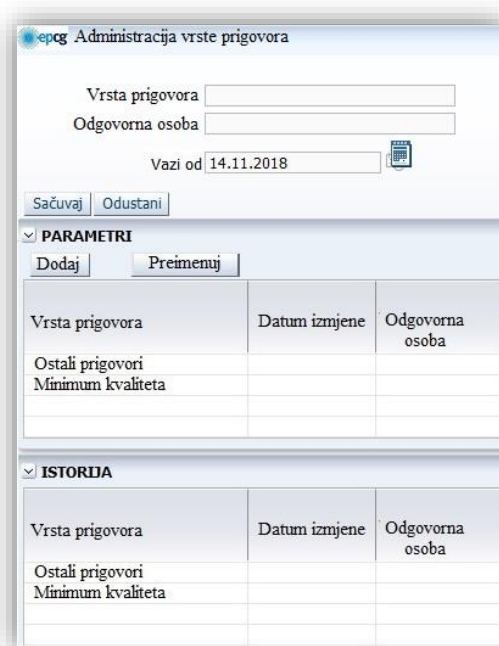 epcg Administracija vrste prigovora
Vrsta prigovora
Odgovorna osoba
Vazi od 14.11.2018
Sačuvaj Odustani
PARAMETRI
Dodaj Preimenuj
Vrsta prigovora Datum izmjene Odgovorna osoba
Ostali prigovori
Minimum kvaliteta
ISTORIJA
Vrsta prigovora Datum izmjene Odgovorna osoba
Ostali prigovori
Minimum kvaliteta